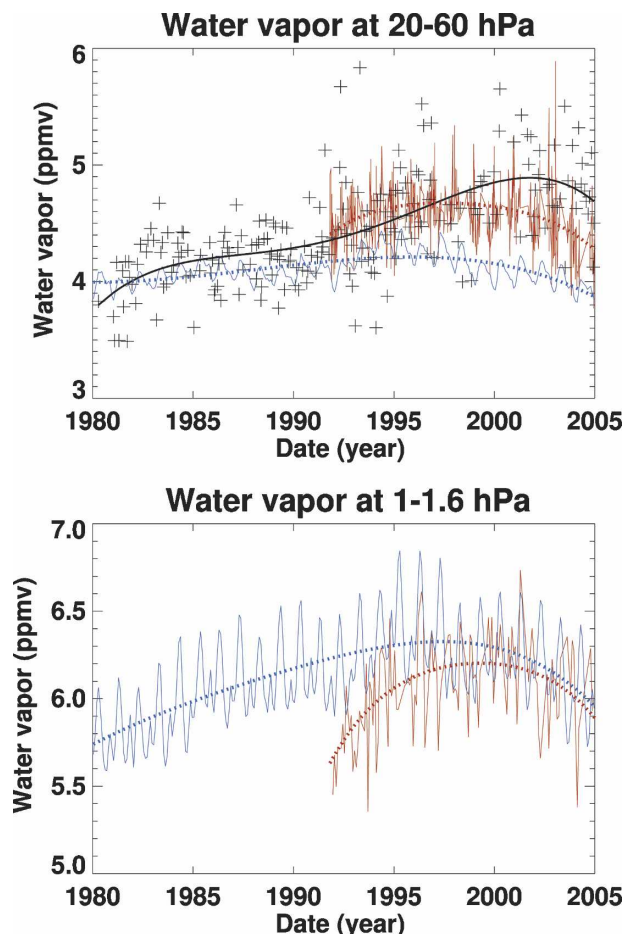 Water vapor at 20-60 hPa
6
5
4
3
Water vapor (ppmv)
1980 1985 1990 1995 2000 2005
Date (year)
Water vapor at 1-1.6 hPa
7.0
6.5
6.0
5.5
5.0
Water vapor (ppmv)
1980 1985 1990 1995 2000 2005
Date (year)